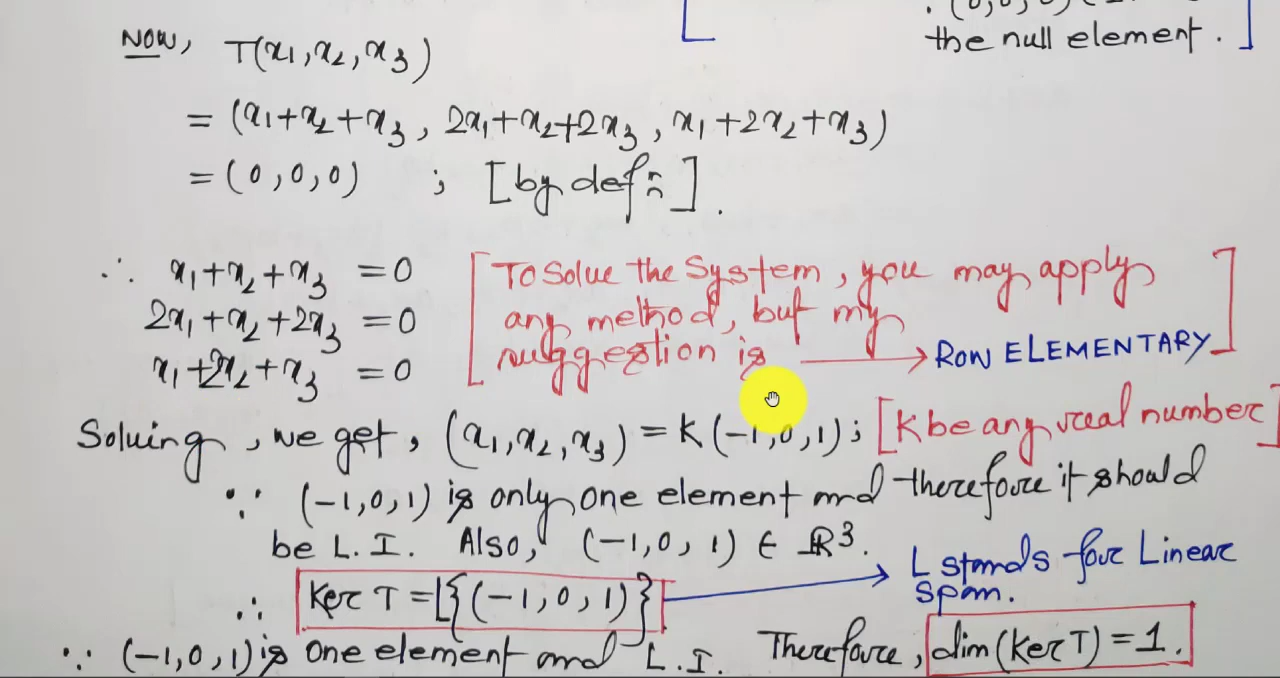 . (0,0,0)
the null element. ]
Now, T(x1, x2, x3)
= (x1+x2+x3, 2x1+x2+2x3, x1+2x2+x3)
= (0, 0, 0) ; [by defn].
∴ x1+x2+x3 = 0
2x1+x2+2x3 = 0
x1+2x2+x3 = 0
[To solve the system, you may apply
any method, but my
suggestion is → ROW ELEMENTARY]
Solving, we get, (x1, x2, x3) = K(-1, 0, 1); [K be any real number]
∵ (-1, 0, 1) is only one element and therefore it should
be L.I. Also, (-1, 0, 1) ∈ ℝ³.
∴ Ker T = L{(-1, 0, 1)} → L stands for Linear
span.
∵ (-1, 0, 1) is one element and L.I. Therefore, dim(Ker T) = 1.